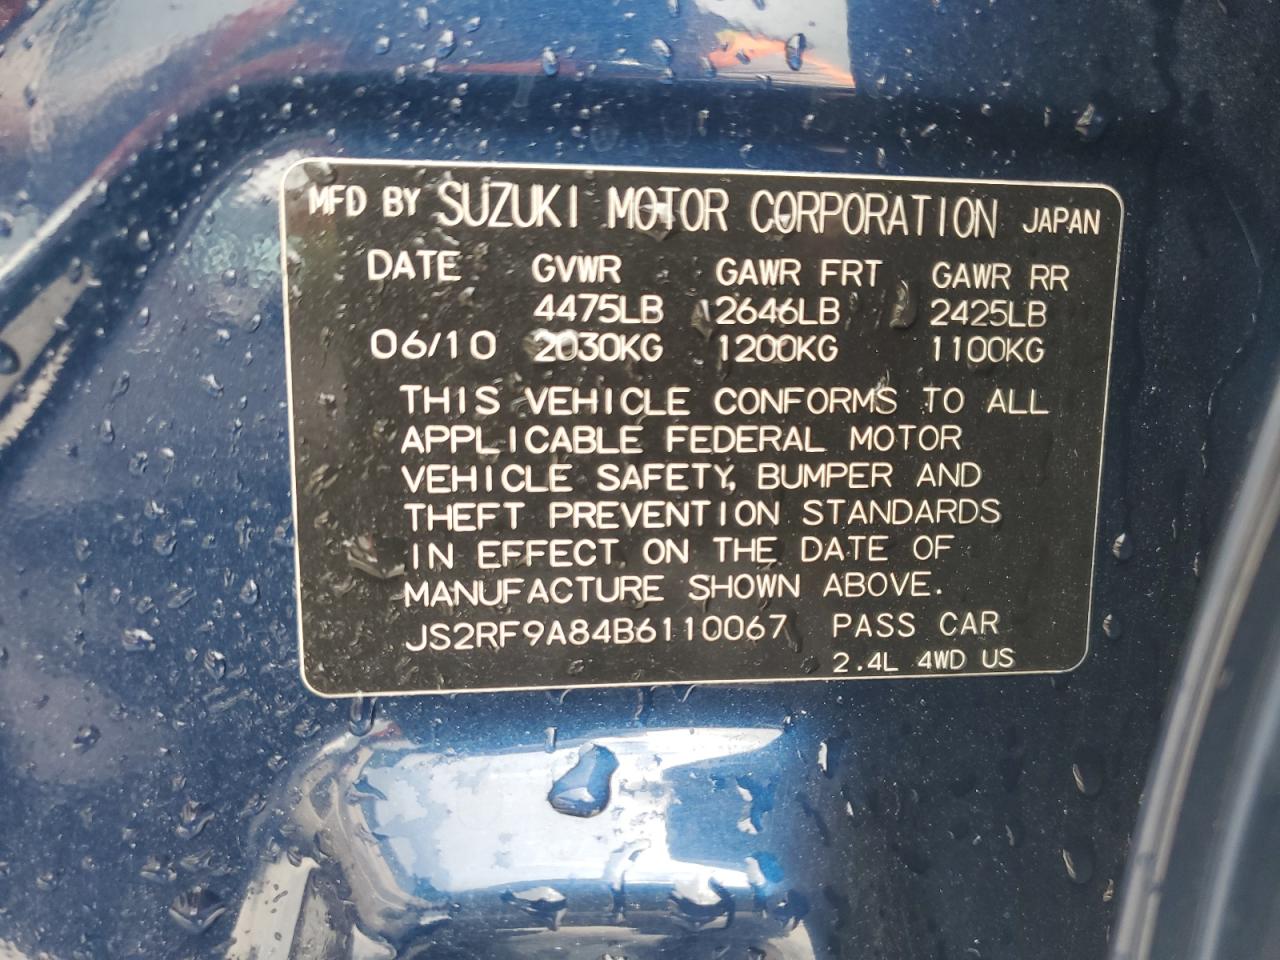 MFD BY SUZUKI MOTOR CORPORATION JAPAN
DATE GVWR GAWR FRT GAWR RR
4475LB 2646LB 2425LB
06/10 2030KG 1200KG 1100KG
THIS VEHICLE CONFORMS TO ALL
APPLICABLE FEDERAL MOTOR
VEHICLE SAFETY, BUMPER AND
THEFT PREVENTION STANDARDS
IN EFFECT ON THE DATE OF
MANUFACTURE SHOWN ABOVE.
JS2RF9A84B6110067 PASS CAR
2.4L 4WD US